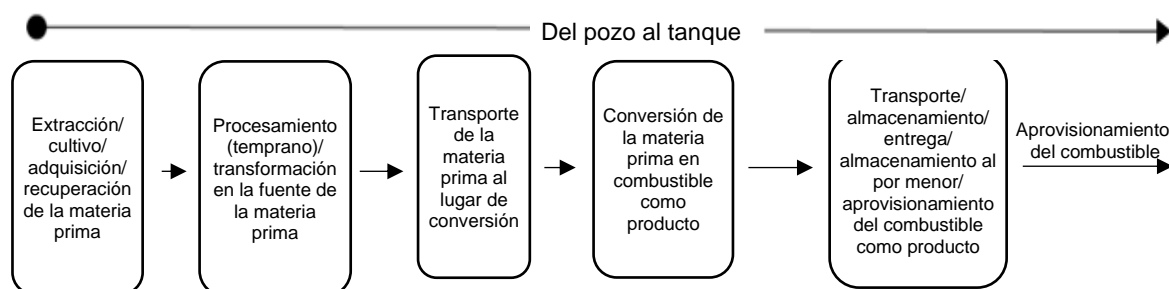 Del pozo al tanque
Extracción/
cultivo/
adquisición/
recuperación
de la materia
prima
Procesamiento
(temprano)/
transformación
en la fuente de
la materia
prima
Transporte
de la
materia
prima al
lugar de
conversión
Conversión de
la materia
prima en
combustible
como
producto
Transporte/
almacenamiento/
entrega/
almacenamiento al
por menor/
aprovisionamiento
del combustible
como producto
Aprovisionamiento
del combustible